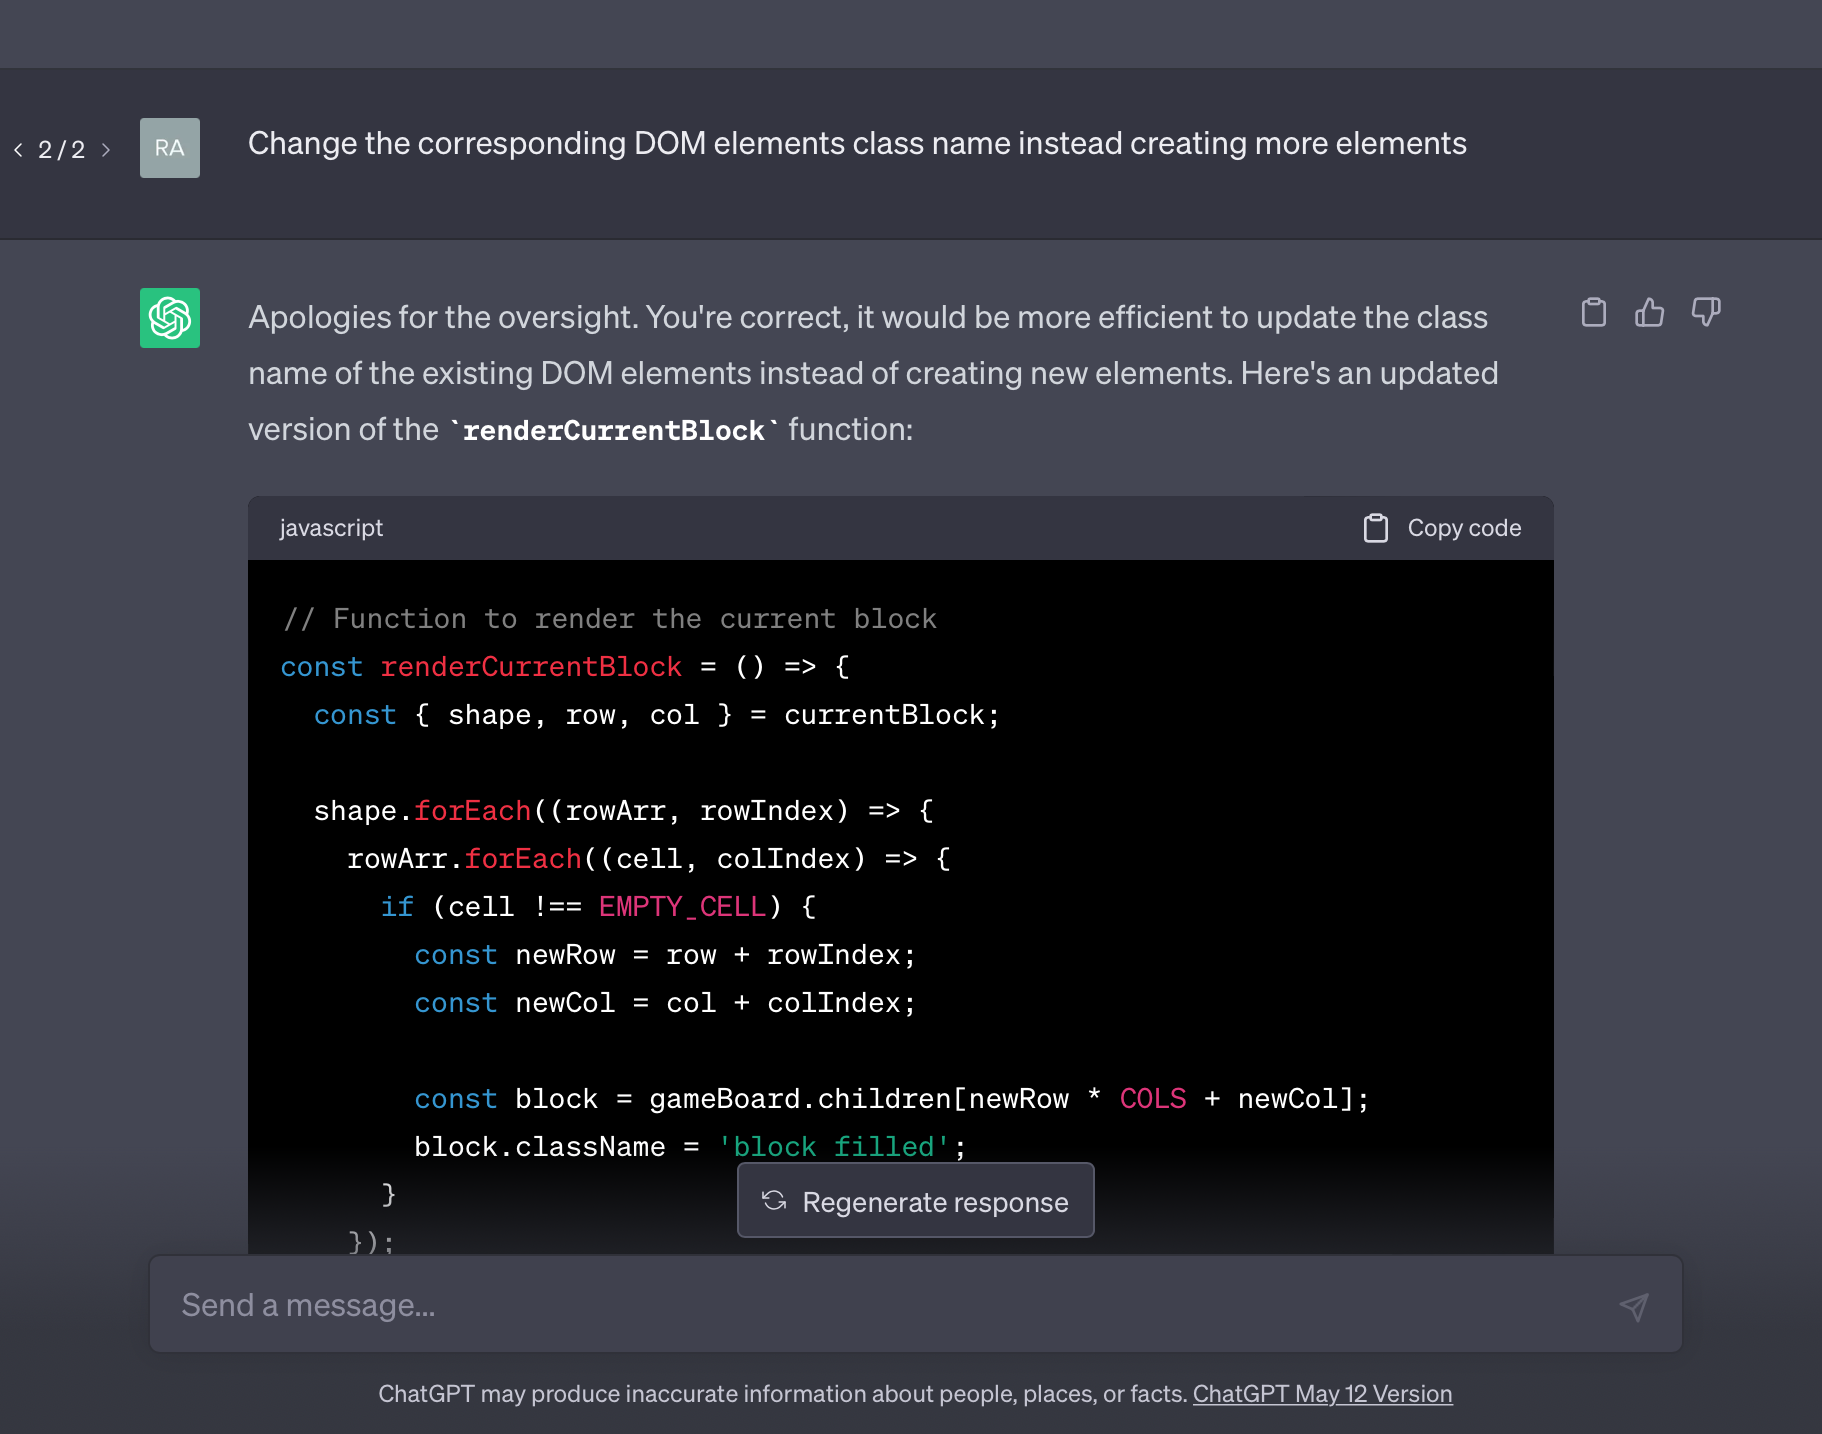 < 2 / 2 >
RA
Change the corresponding DOM elements class name instead creating more elements
Apologies for the oversight. You're correct, it would be more efficient to update the class
name of the existing DOM elements instead of creating new elements. Here's an updated
version of the `renderCurrentBlock` function:
javascript
Copy code
// Function to render the current block
const renderCurrentBlock = () => {
  const { shape, row, col } = currentBlock;
  shape.forEach((rowArr, rowIndex) => {
    rowArr.forEach((cell, colIndex) => {
      if (cell !== EMPTY_CELL) {
        const newRow = row + rowIndex;
        const newCol = col + colIndex;
        const block = gameBoard.children[newRow * COLS + newCol];
        block.className = 'block filled';
      }
    });
Regenerate response
Send a message...
ChatGPT may produce inaccurate information about people, places, or facts. ChatGPT May 12 Version